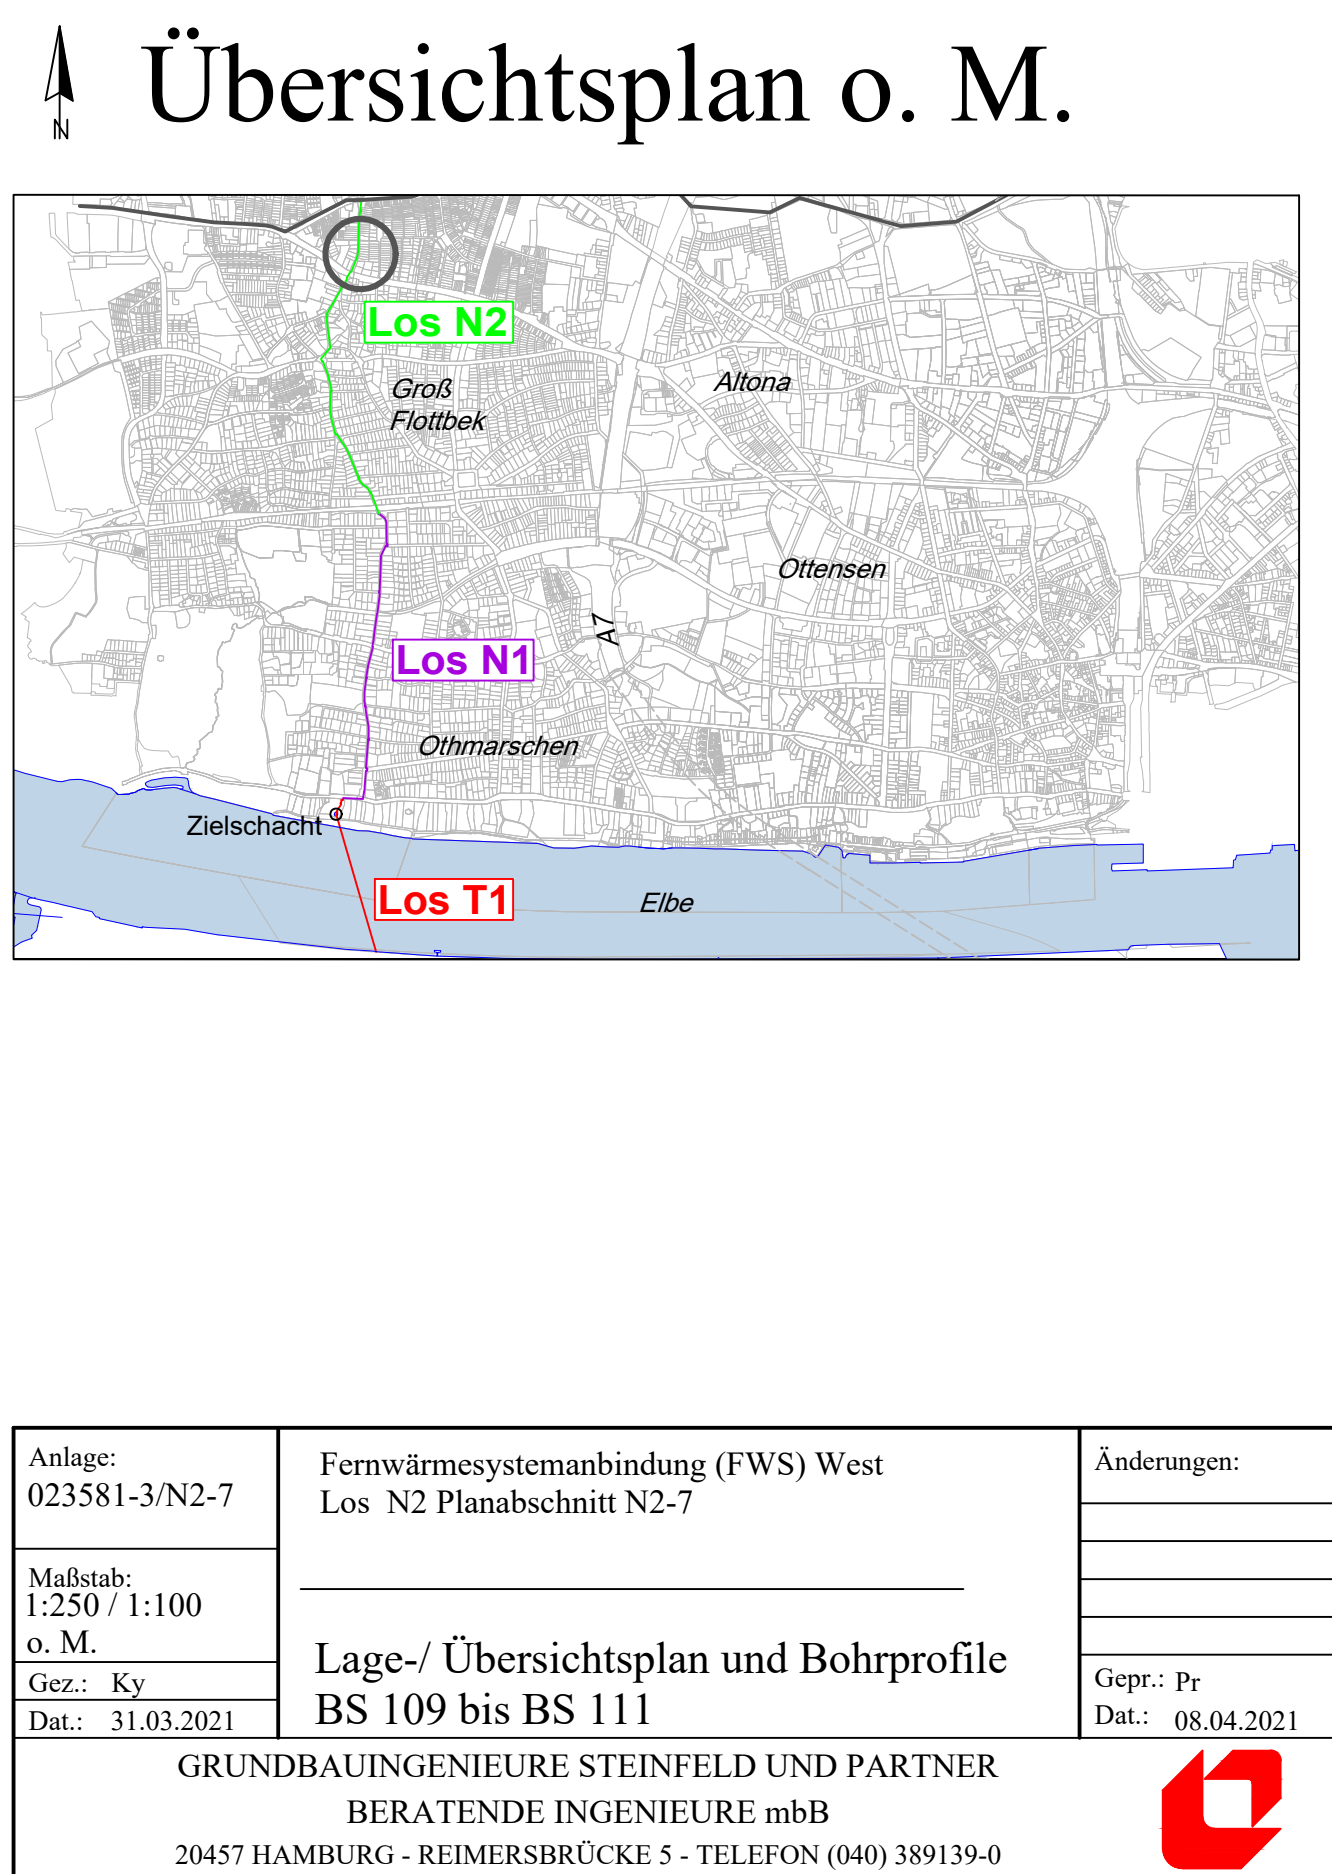 Übersichtsplan o. M.
N
Los N2
Groß
Flottbek
Altona
Ottensen
A7
Los N1
Othmarschen
Zielschacht
Los T1
Elbe
Anlage:
023581-3/N2-7
Fernwärmesystemanbindung (FWS) West
Los N2 Planabschnitt N2-7
Änderungen:
Maßstab:
1:250 / 1:100
o. M.
Lage-/ Übersichtsplan und Bohrprofile
BS 109 bis BS 111
Gez.: Ky
Dat.: 31.03.2021
Gepr.: Pr
Dat.: 08.04.2021
GRUNDBAUINGENIEURE STEINFELD UND PARTNER
BERATENDE INGENIEURE mbB
20457 HAMBURG - REIMERSBRÜCKE 5 - TELEFON (040) 389139-0